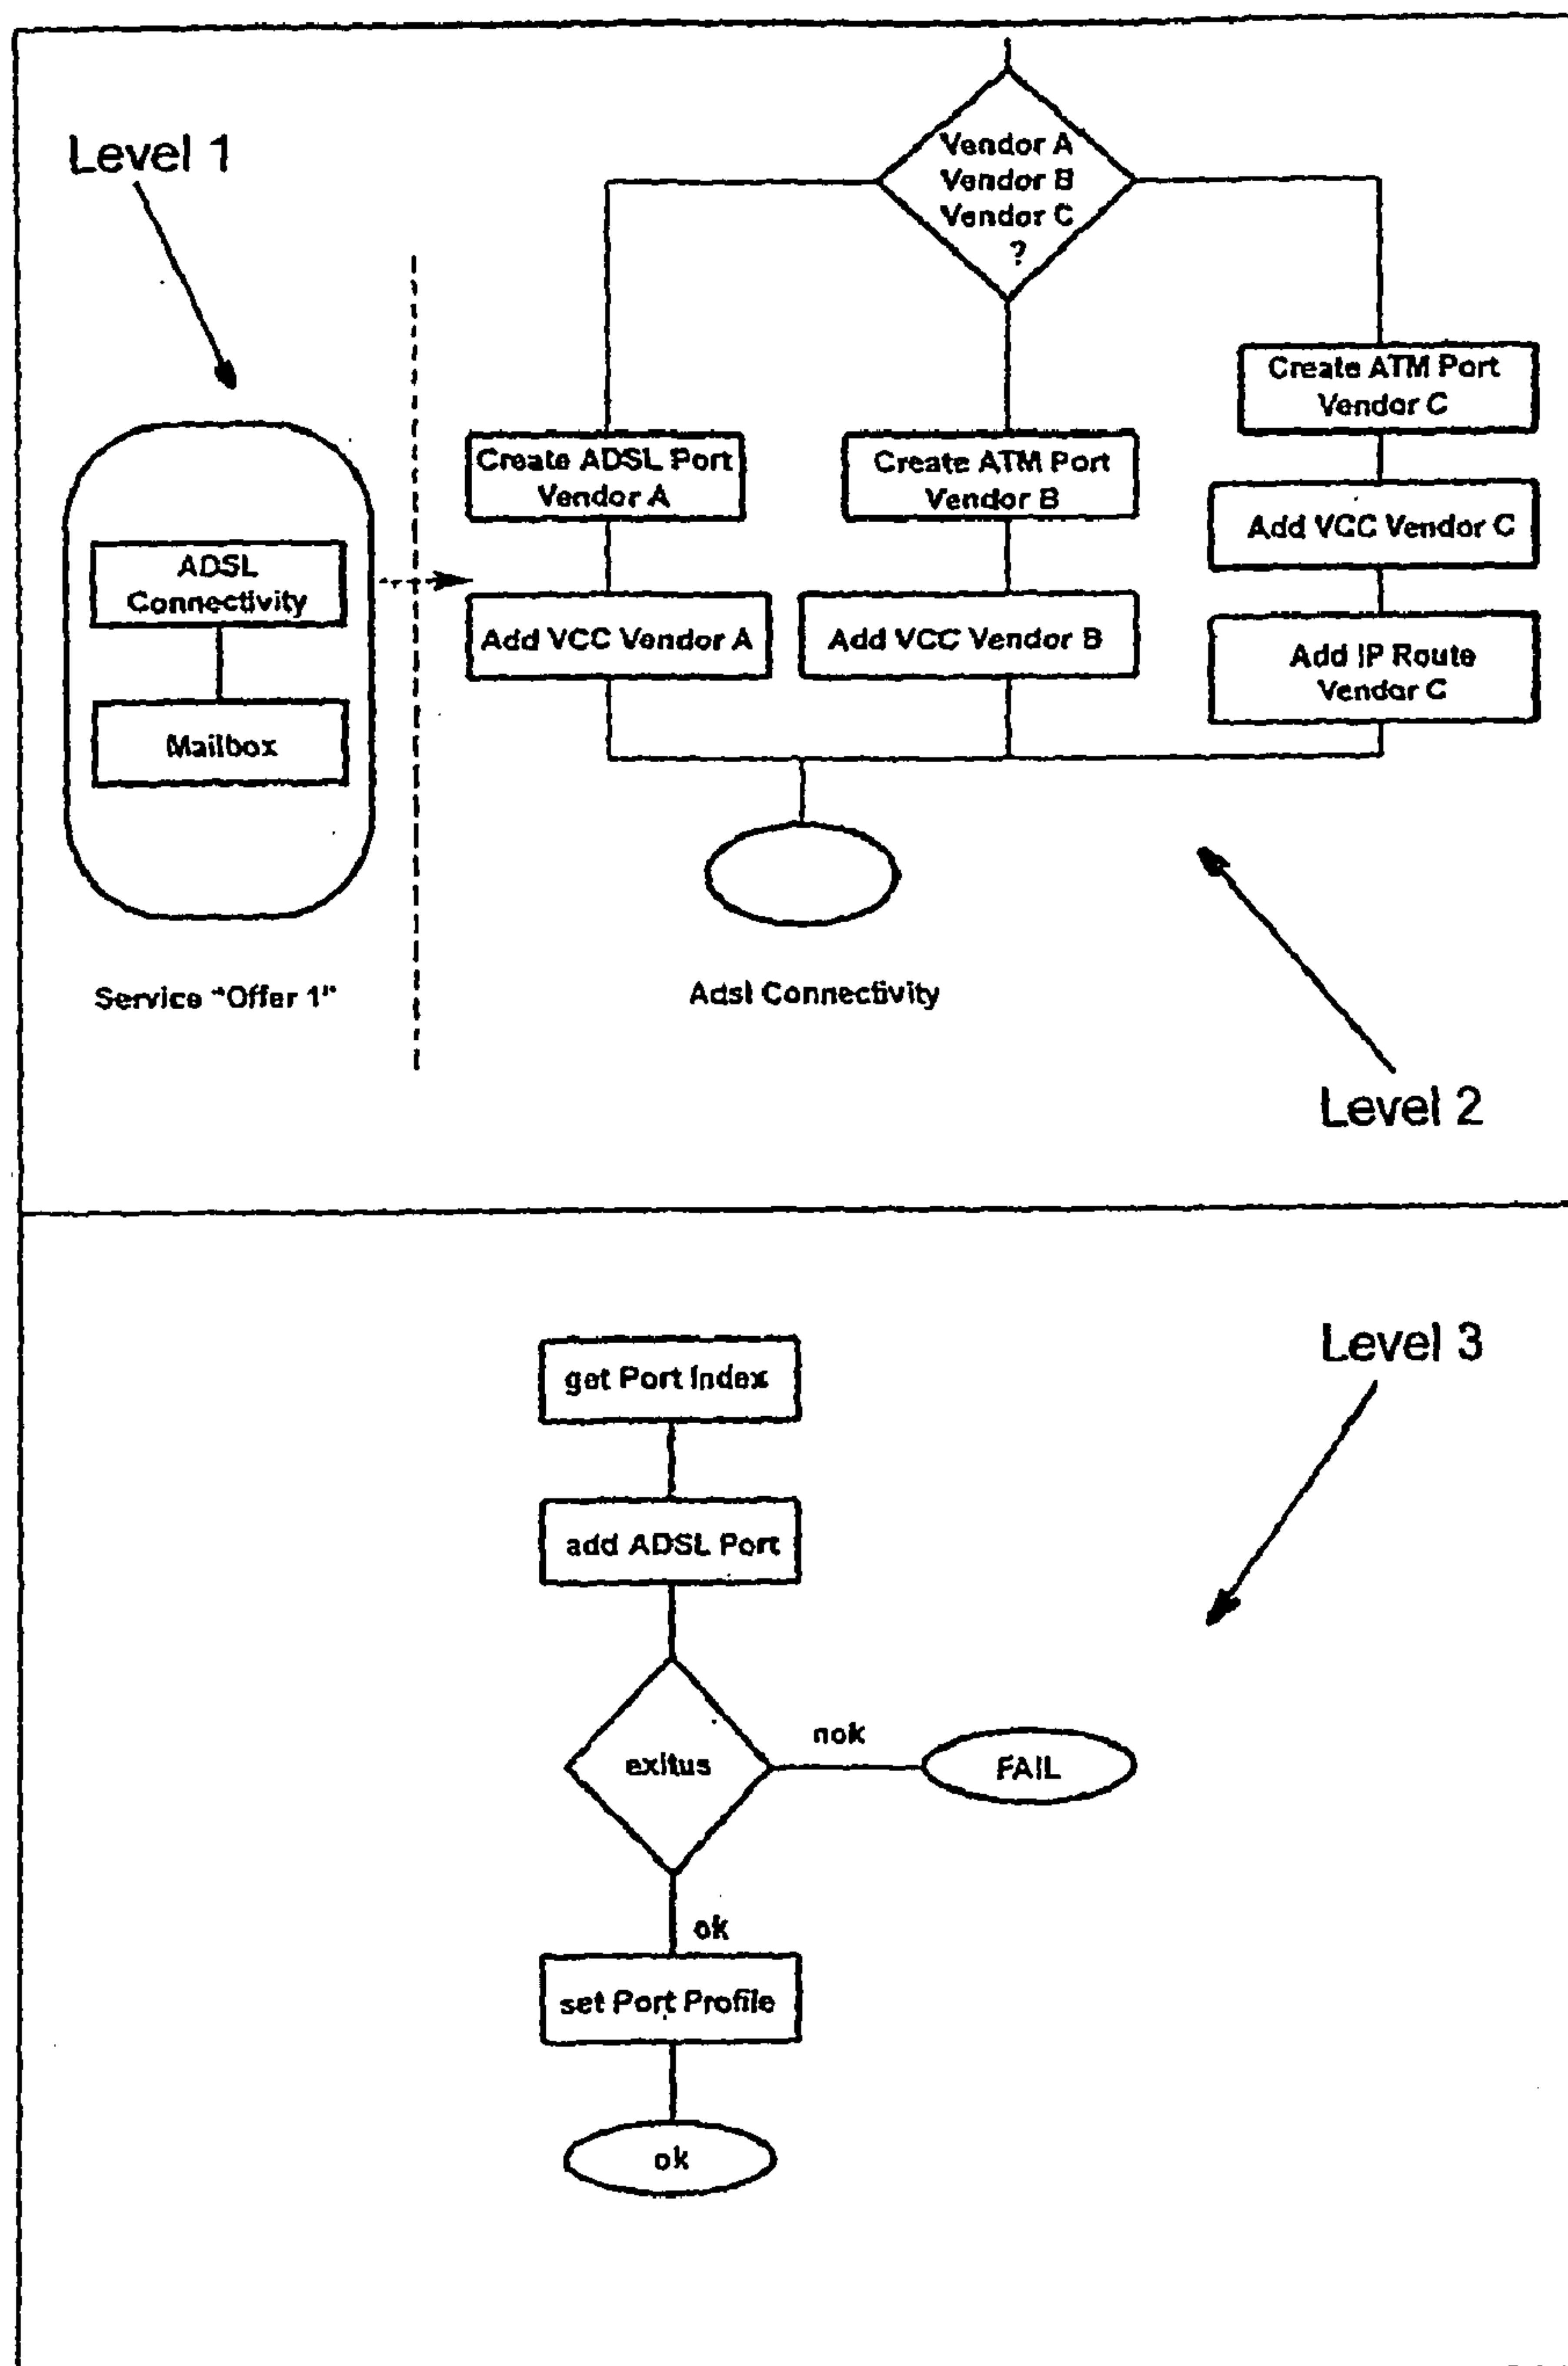 Level 1
Vendor A
Vendor B
Vendor C
?
Create ADSL Port
Vendor A
Create ATM Port
Vendor B
Create ATM Port
Vendor C
Add VCC Vendor C
ADSL
Connectivity
Add VCC Vendor A
Add VCC Vendor B
Add IP Route
Vendor C
Mailbox
Service "Offer 1"
Adsl Connectivity
Level 2
Level 3
get Port Index
add ADSL Port
exitus
nok
FAIL
ok
set Port Profile
ok